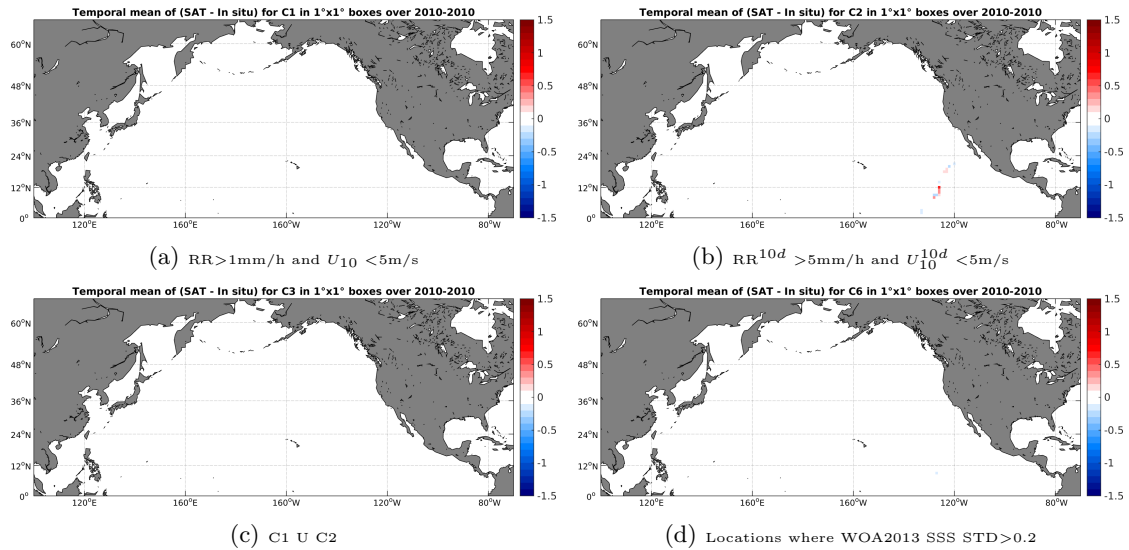 Temporal mean of (SAT - In situ) for C1 in 1°x1° boxes over 2010-2010
60°N
48°N
36°N
24°N
12°N
0°
120°E
160°E
160°W
120°W
80°W
1.5
1
0.5
0
-0.5
-1
-1.5
(a) RR>1mm/h and U10 <5m/s
Temporal mean of (SAT - In situ) for C2 in 1°x1° boxes over 2010-2010
60°N
48°N
36°N
24°N
12°N
0°
120°E
160°E
160°W
120°W
80°W
1.5
1
0.5
0
-0.5
-1
-1.5
(b) RR^10d >5mm/h and U10^10d <5m/s
Temporal mean of (SAT - In situ) for C3 in 1°x1° boxes over 2010-2010
60°N
48°N
36°N
24°N
12°N
0°
120°E
160°E
160°W
120°W
80°W
1.5
1
0.5
0
-0.5
-1
-1.5
(c) C1 U C2
Temporal mean of (SAT - In situ) for C6 in 1°x1° boxes over 2010-2010
60°N
48°N
36°N
24°N
12°N
0°
120°E
160°E
160°W
120°W
80°W
1.5
1
0.5
0
-0.5
-1
-1.5
(d) Locations where WOA2013 SSS STD>0.2